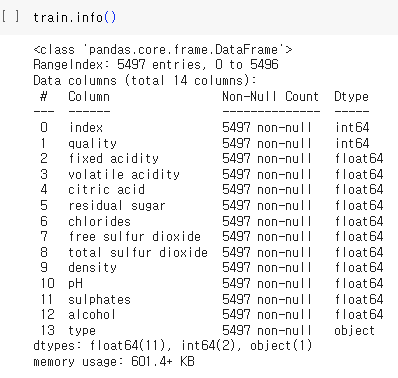 [ ] train.info()
<class 'pandas.core.frame.DataFrame'>
RangeIndex: 5497 entries, 0 to 5496
Data columns (total 14 columns):
 #   Column                Non-Null Count  Dtype
---  ------                --------------  -----
 0   index                 5497 non-null   int64
 1   quality               5497 non-null   int64
 2   fixed acidity         5497 non-null   float64
 3   volatile acidity      5497 non-null   float64
 4   citric acid           5497 non-null   float64
 5   residual sugar        5497 non-null   float64
 6   chlorides             5497 non-null   float64
 7   free sulfur dioxide   5497 non-null   float64
 8   total sulfur dioxide  5497 non-null   float64
 9   density               5497 non-null   float64
 10  pH                    5497 non-null   float64
 11  sulphates             5497 non-null   float64
 12  alcohol               5497 non-null   float64
 13  type                  5497 non-null   object
dtypes: float64(11), int64(2), object(1)
memory usage: 601.4+ KB